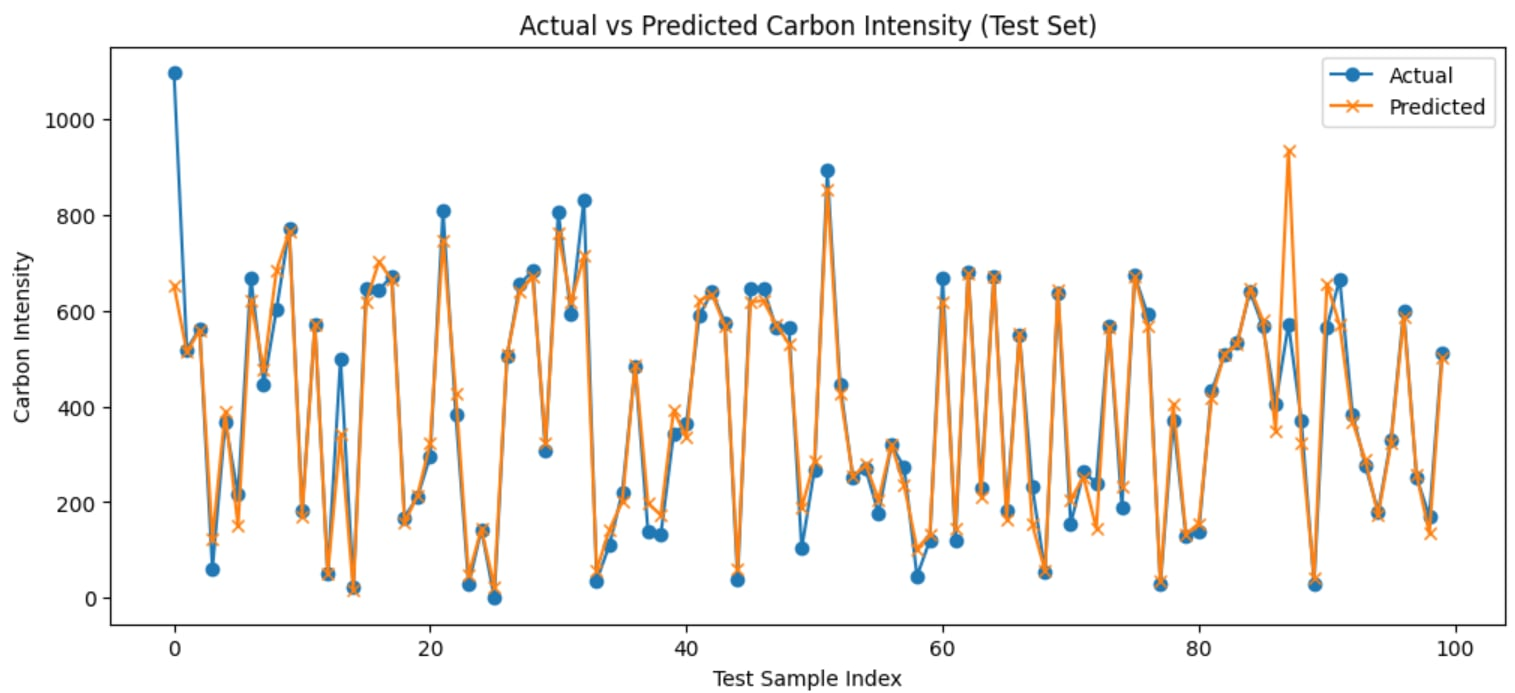 Actual vs Predicted Carbon Intensity (Test Set)
Actual
Predicted
Carbon Intensity
1000
800
600
400
200
0
0 20 40 60 80 100
Test Sample Index